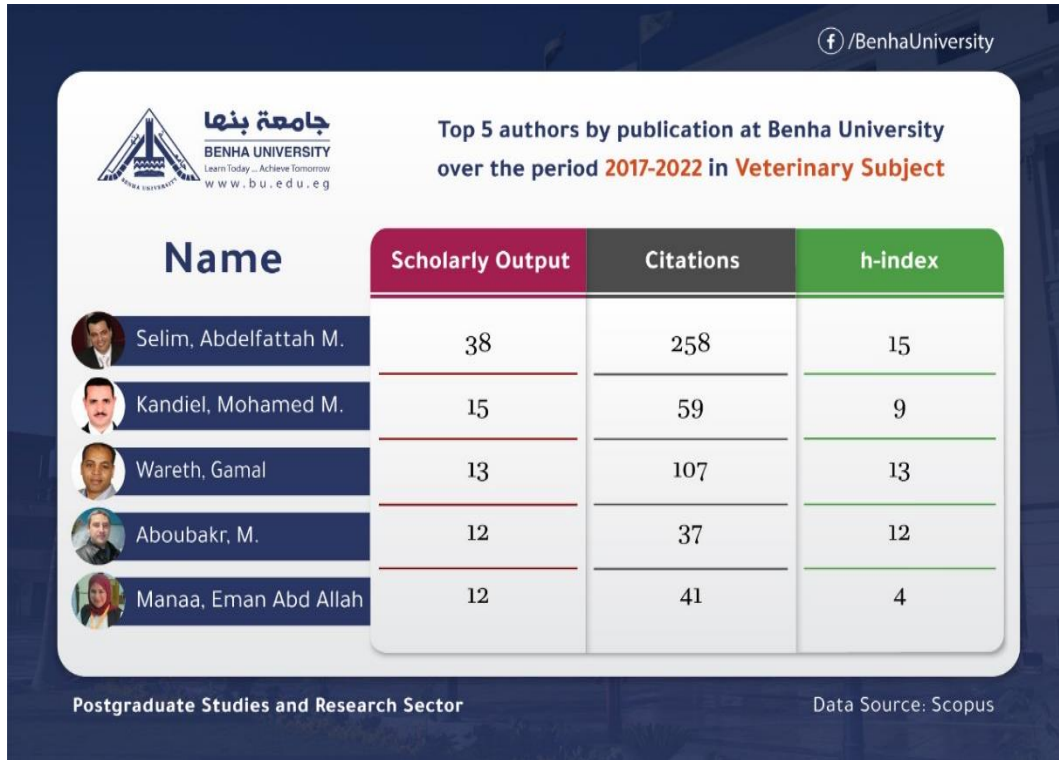 /BenhaUniversity
جامعة بنها
BENHA UNIVERSITY
Learn Today ... Achieve Tomorrow
www.bu.edu.eg
BENHA UNIVERSITY
Top 5 authors by publication at Benha University
over the period 2017-2022 in Veterinary Subject
Name Scholarly Output Citations h-index
Selim, Abdelfattah M. 38 258 15
Kandiel, Mohamed M. 15 59 9
Wareth, Gamal 13 107 13
Aboubakr, M. 12 37 12
Manaa, Eman Abd Allah 12 41 4
Postgraduate Studies and Research Sector
Data Source: Scopus